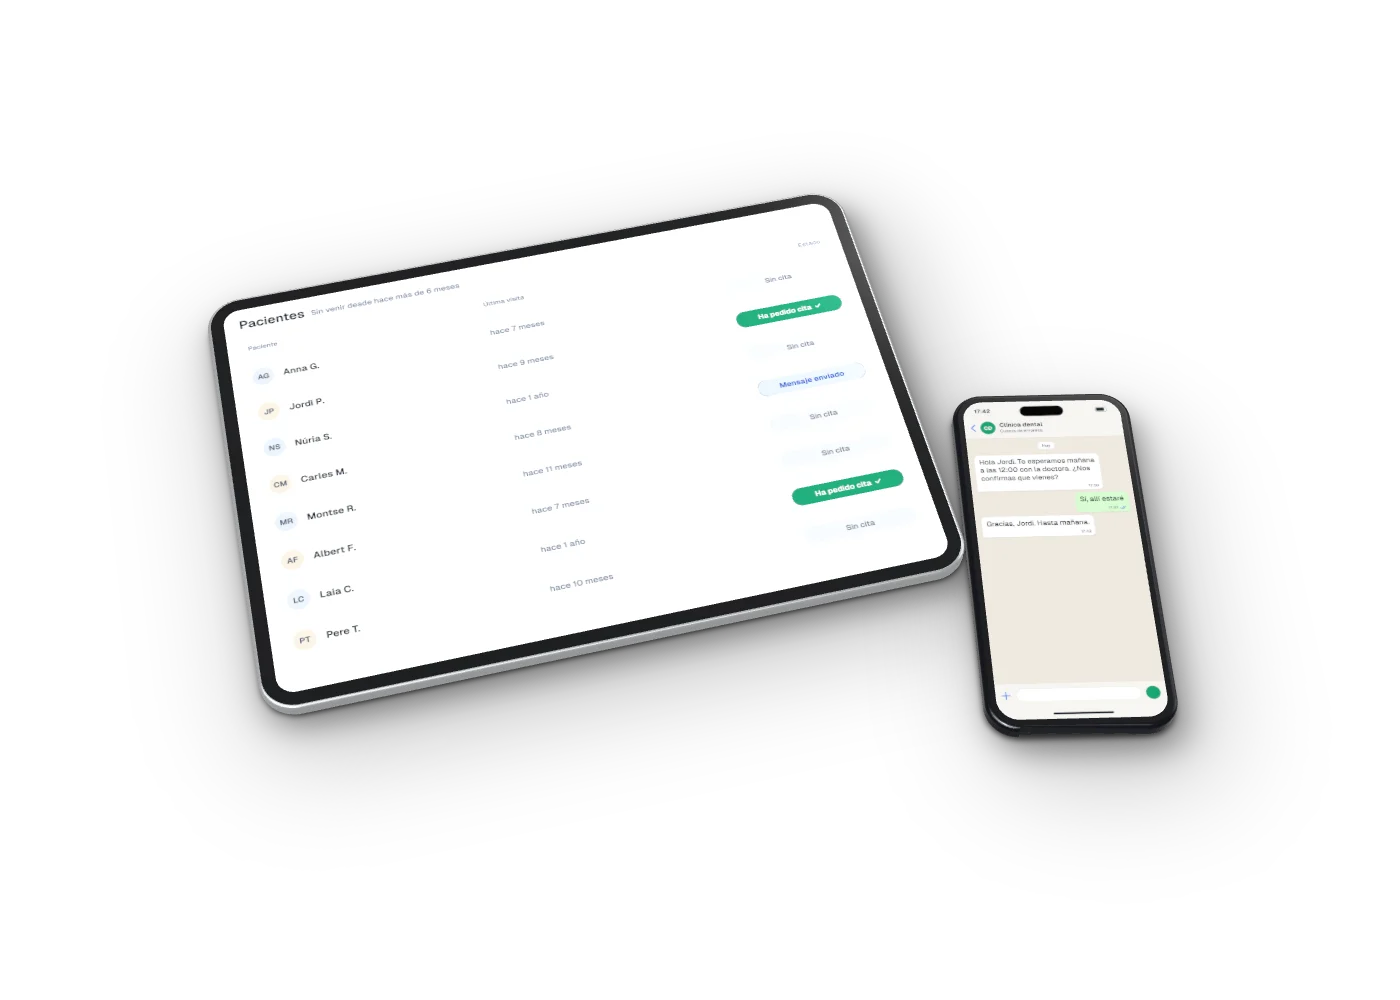 Pacientes Sin venir desde hace más de 6 meses
Paciente Última visita Estado
AG Anna G. hace 7 meses Sin cita
JP Jordi P. hace 9 meses Ha pedido cita ✓
NS Núria S. hace 1 año Sin cita
CM Carles M. hace 8 meses Mensaje enviado
MR Montse R. hace 11 meses Sin cita
AF Albert F. hace 7 meses Sin cita
LC Laia C. hace 1 año Ha pedido cita ✓
PT Pere T. hace 10 meses Sin cita
17:42
CD Clínica dental
Hoy
Hola Jordi. Te esperamos mañana
a las 12:00 con la doctora. ¿Nos
confirmas que vienes?
Sí, allí estaré
Gracias, Jordi. Hasta mañana.